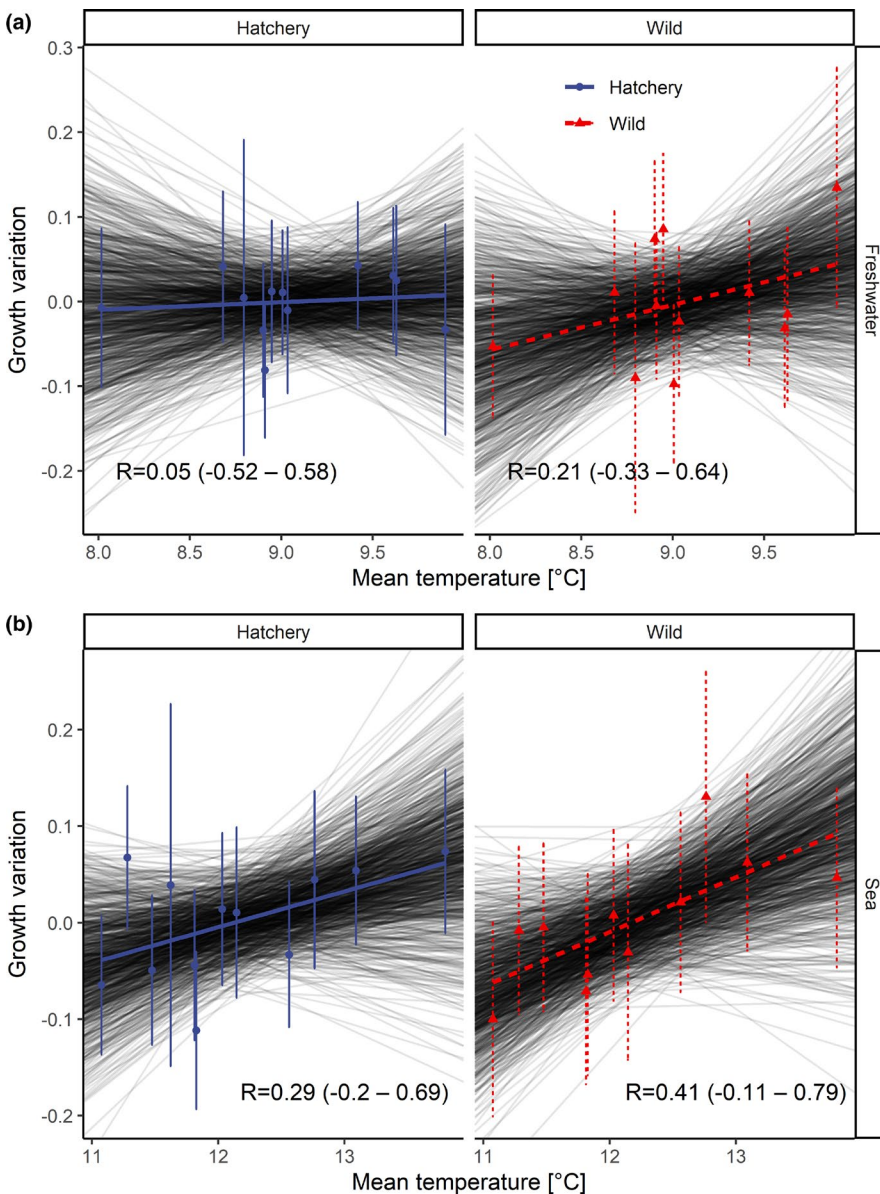 (a)
Hatchery
Wild
Growth variation
0.3
0.2
0.1
0.0
-0.1
-0.2
Hatchery
Wild
R=0.05 (-0.52 – 0.58)
R=0.21 (-0.33 – 0.64)
Freshwater
8.0 8.5 9.0 9.5
8.0 8.5 9.0 9.5
Mean temperature [°C]
(b)
Hatchery
Wild
Growth variation
0.2
0.1
0.0
-0.1
-0.2
R=0.29 (-0.2 – 0.69)
R=0.41 (-0.11 – 0.79)
Sea
11 12 13
11 12 13
Mean temperature [°C]